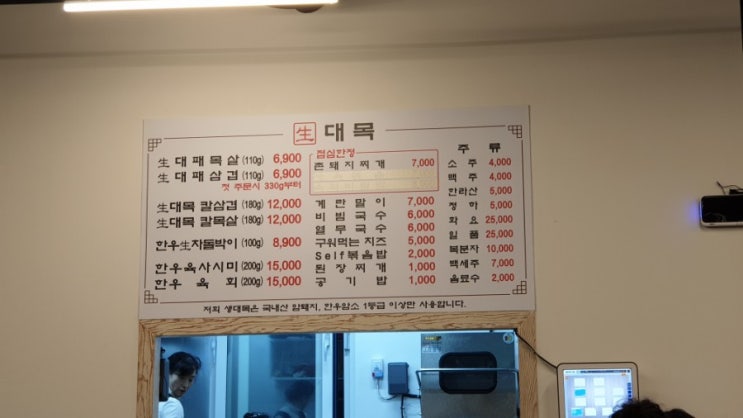 生 대목
生 대패목살 (110g) 6,900
生 대패삼겹 (110g) 6,900
첫 주문시 330g부터
生대목 칼삼겹 (180g) 12,000
生대목 칼목살 (180g) 12,000
한우生차돌박이 (100g) 8,900
한우육사시미 (200g) 15,000
한우 육회 (200g) 15,000
점심한정
촌돼지찌개 7,000
계란말이 7,000
비빔국수 6,000
열무국수 6,000
구워먹는 치즈 5,000
Self볶음밥 2,000
된장찌개 1,000
공기밥 1,000
주류
소주 4,000
맥주 4,000
한라산 5,000
청하 5,000
화요 25,000
일품 25,000
복분자 10,000
백세주 7,000
음료수 2,000
저희 생대목은 국내산 암퇘지, 한우암소 1등급 이상만 사용합니다.